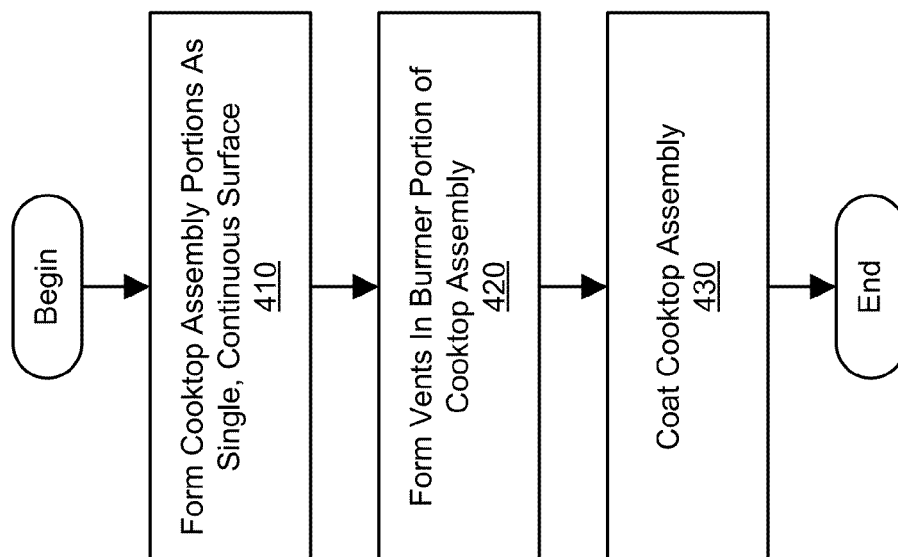 Begin
Form Cooktop Assembly Portions As
Single, Continuous Surface
410
Form Vents In Burrner Portion of
Cooktop Assembly
420
Coat Cooktop Assembly
430
End